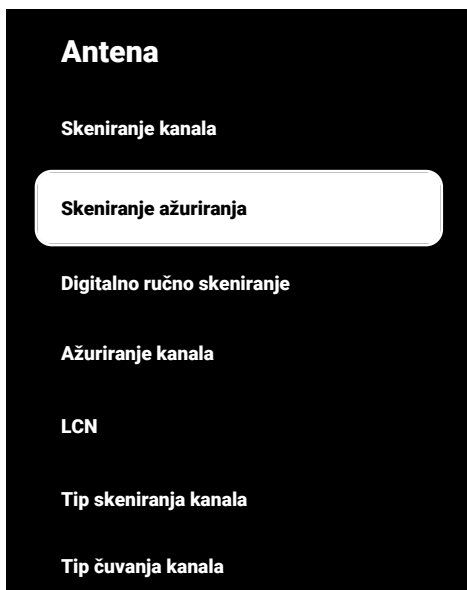 Antena
Skeniranje kanala
Skeniranje ažuriranja
Digitalno ručno skeniranje
Ažuriranje kanala
LCN
Tip skeniranja kanala
Tip čuvanja kanala